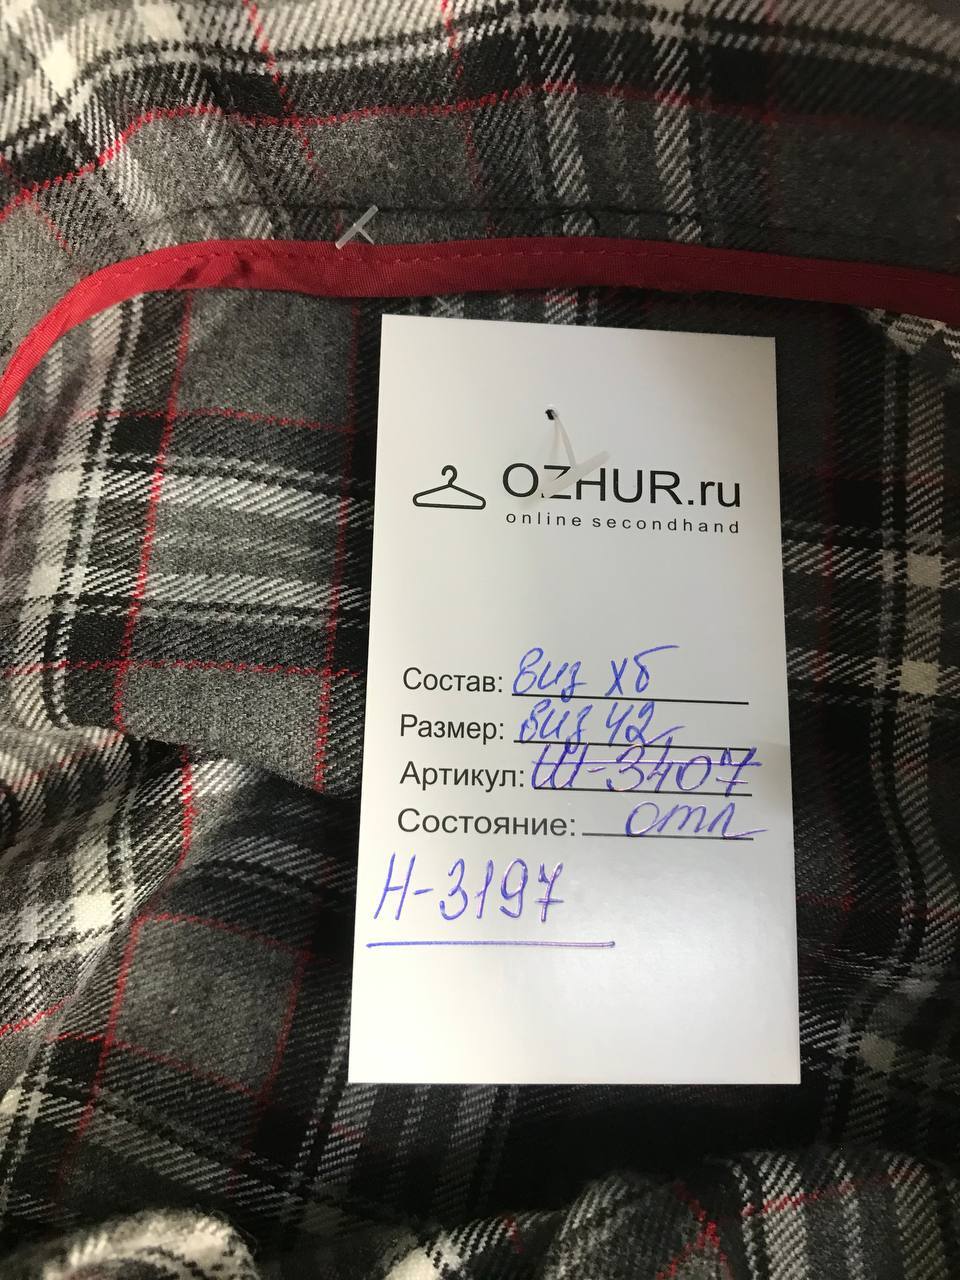 OZHUR.ru
online secondhand
Состав: виз хб
Размер: виз 42
Артикул: Ш-3407
Состояние: отл
Н-3197